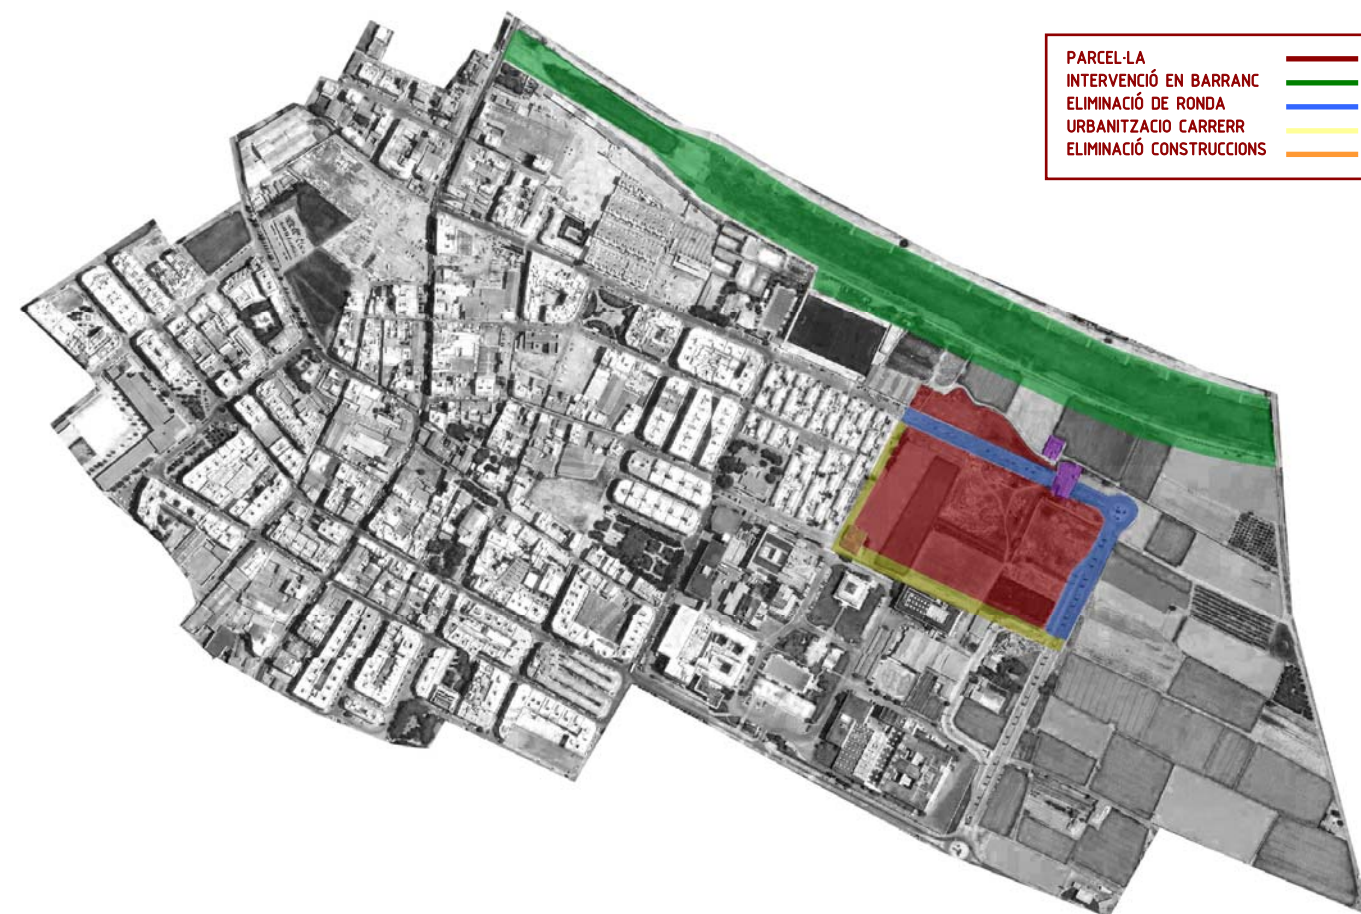 PARCEL·LA
INTERVENCIÓ EN BARRANC
ELIMINACIÓ DE RONDA
URBANITZACIO CARRERR
ELIMINACIÓ CONSTRUCCIONS